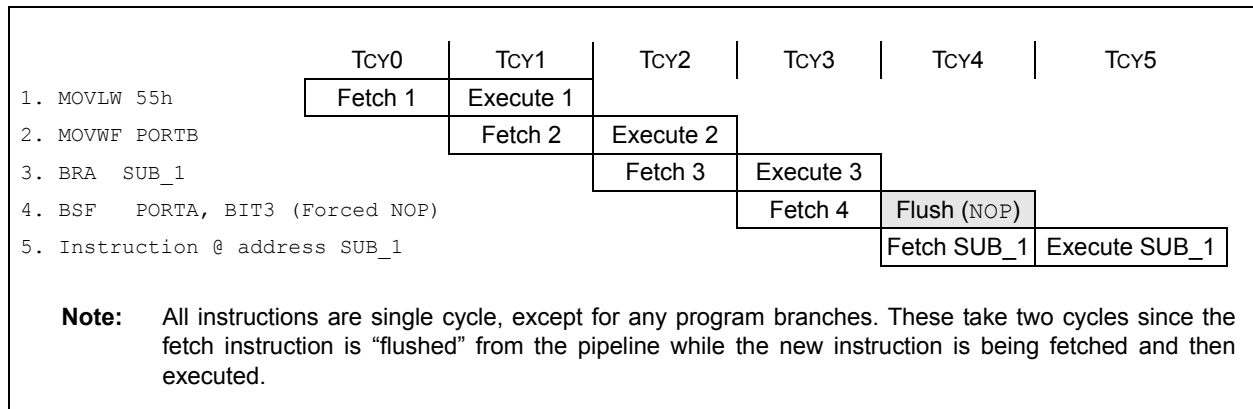 TCY0 TCY1 TCY2 TCY3 TCY4 TCY5
1. MOVLW 55h Fetch 1 Execute 1
2. MOVWF PORTB Fetch 2 Execute 2
3. BRA SUB_1 Fetch 3 Execute 3
4. BSF PORTA, BIT3 (Forced NOP) Fetch 4 Flush (NOP)
5. Instruction @ address SUB_1 Fetch SUB_1 Execute SUB_1
Note: All instructions are single cycle, except for any program branches. These take two cycles since the
fetch instruction is “flushed” from the pipeline while the new instruction is being fetched and then
executed.